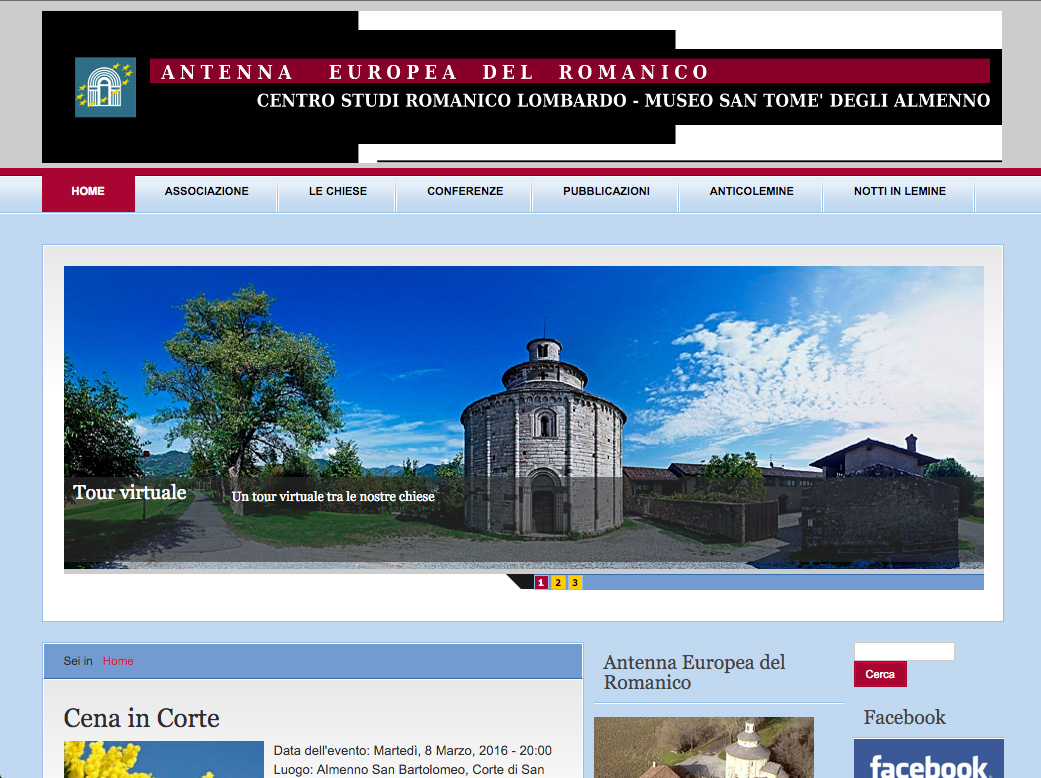 ANTENNA EUROPEA DEL ROMANICO
CENTRO STUDI ROMANICO LOMBARDO - MUSEO SAN TOME' DEGLI ALMENNO
HOME ASSOCIAZIONE LE CHIESE CONFERENZE PUBBLICAZIONI ANTICOLEMINE NOTTI IN LEMINE
Tour virtuale Un tour virtuale tra le nostre chiese
1 2 3
Sei in Home
Cena in Corte
Data dell'evento: Martedì, 8 Marzo, 2016 - 20:00
Luogo: Almenno San Bartolomeo, Corte di San
Antenna Europea del
Romanico
Cerca
Facebook
facebook